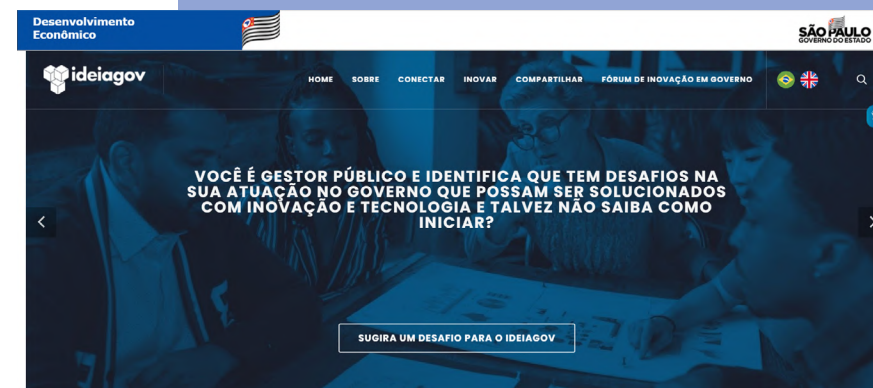 Desenvolvimento
Econômico
SÃO PAULO
GOVERNO DO ESTADO
ideiagov
HOME SOBRE CONECTAR INOVAR COMPARTILHAR FÓRUM DE INOVAÇÃO EM GOVERNO
VOCÊ É GESTOR PÚBLICO E IDENTIFICA QUE TEM DESAFIOS NA
SUA ATUAÇÃO NO GOVERNO QUE POSSAM SER SOLUCIONADOS
COM INOVAÇÃO E TECNOLOGIA E TALVEZ NÃO SAIBA COMO
INICIAR?
SUGIRA UM DESAFIO PARA O IDEIAGOV